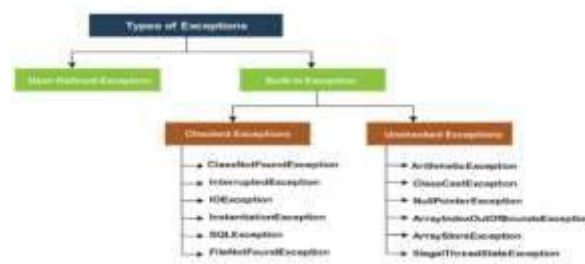 Types of Exceptions
User-Defined Exception
Built-in Exception
Checked Exceptions
Unchecked Exceptions
ClassNotFoundException
InterruptedException
IOException
InstantiationException
SQLException
FileNotFoundException
ArithmeticException
ClassCastException
NullPointerException
ArrayIndexOutOfBoundsException
ArrayStoreException
IllegalThreadStateException